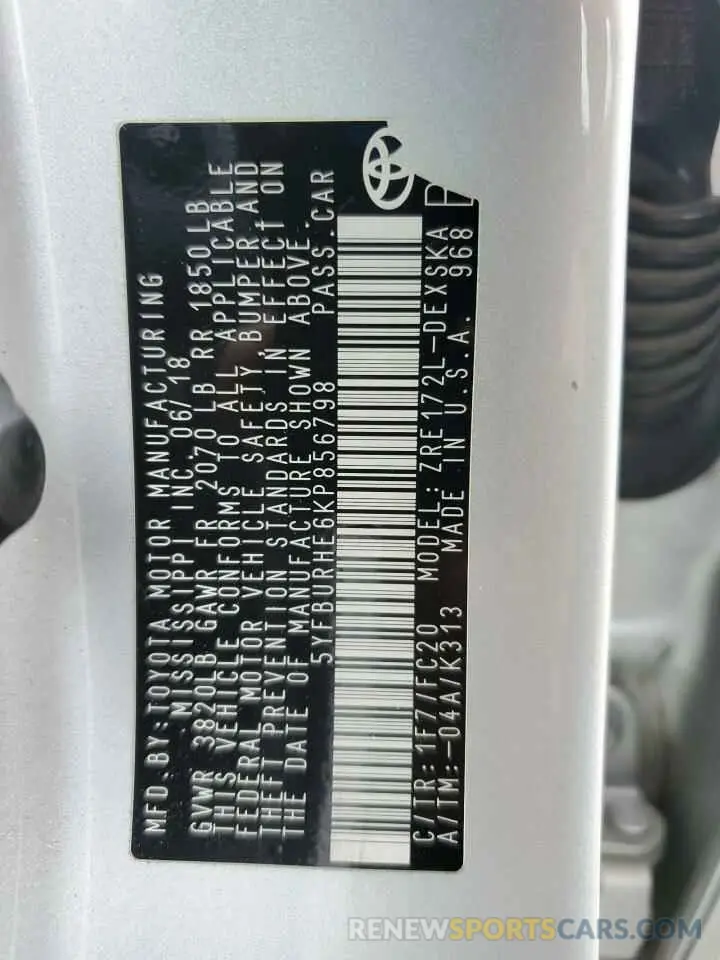 MFD.BY:TOYOTA MOTOR MANUFACTURING
MISSISSIPPI INC. 06/18
GVWR 3820LB GAWR FR 2070 LB RR 1850LB
THIS VEHICLE CONFORMS TO ALL APPLICABLE
FEDERAL MOTOR VEHICLE SAFETY, BUMPER,AND
THEFT PREVENTION STANDARDS IN EFFECT ON
THE DATE OF MANUFACTURE SHOWN ABOVE.
5YFBURHE6KP856798 PASS.CAR
C/TR:1F7/FC20 MODEL:ZRE172L-DEXSKA
A/TM:-04A/K313 MADE IN U.S.A. 968
RENEWSPORTSCARS.COM